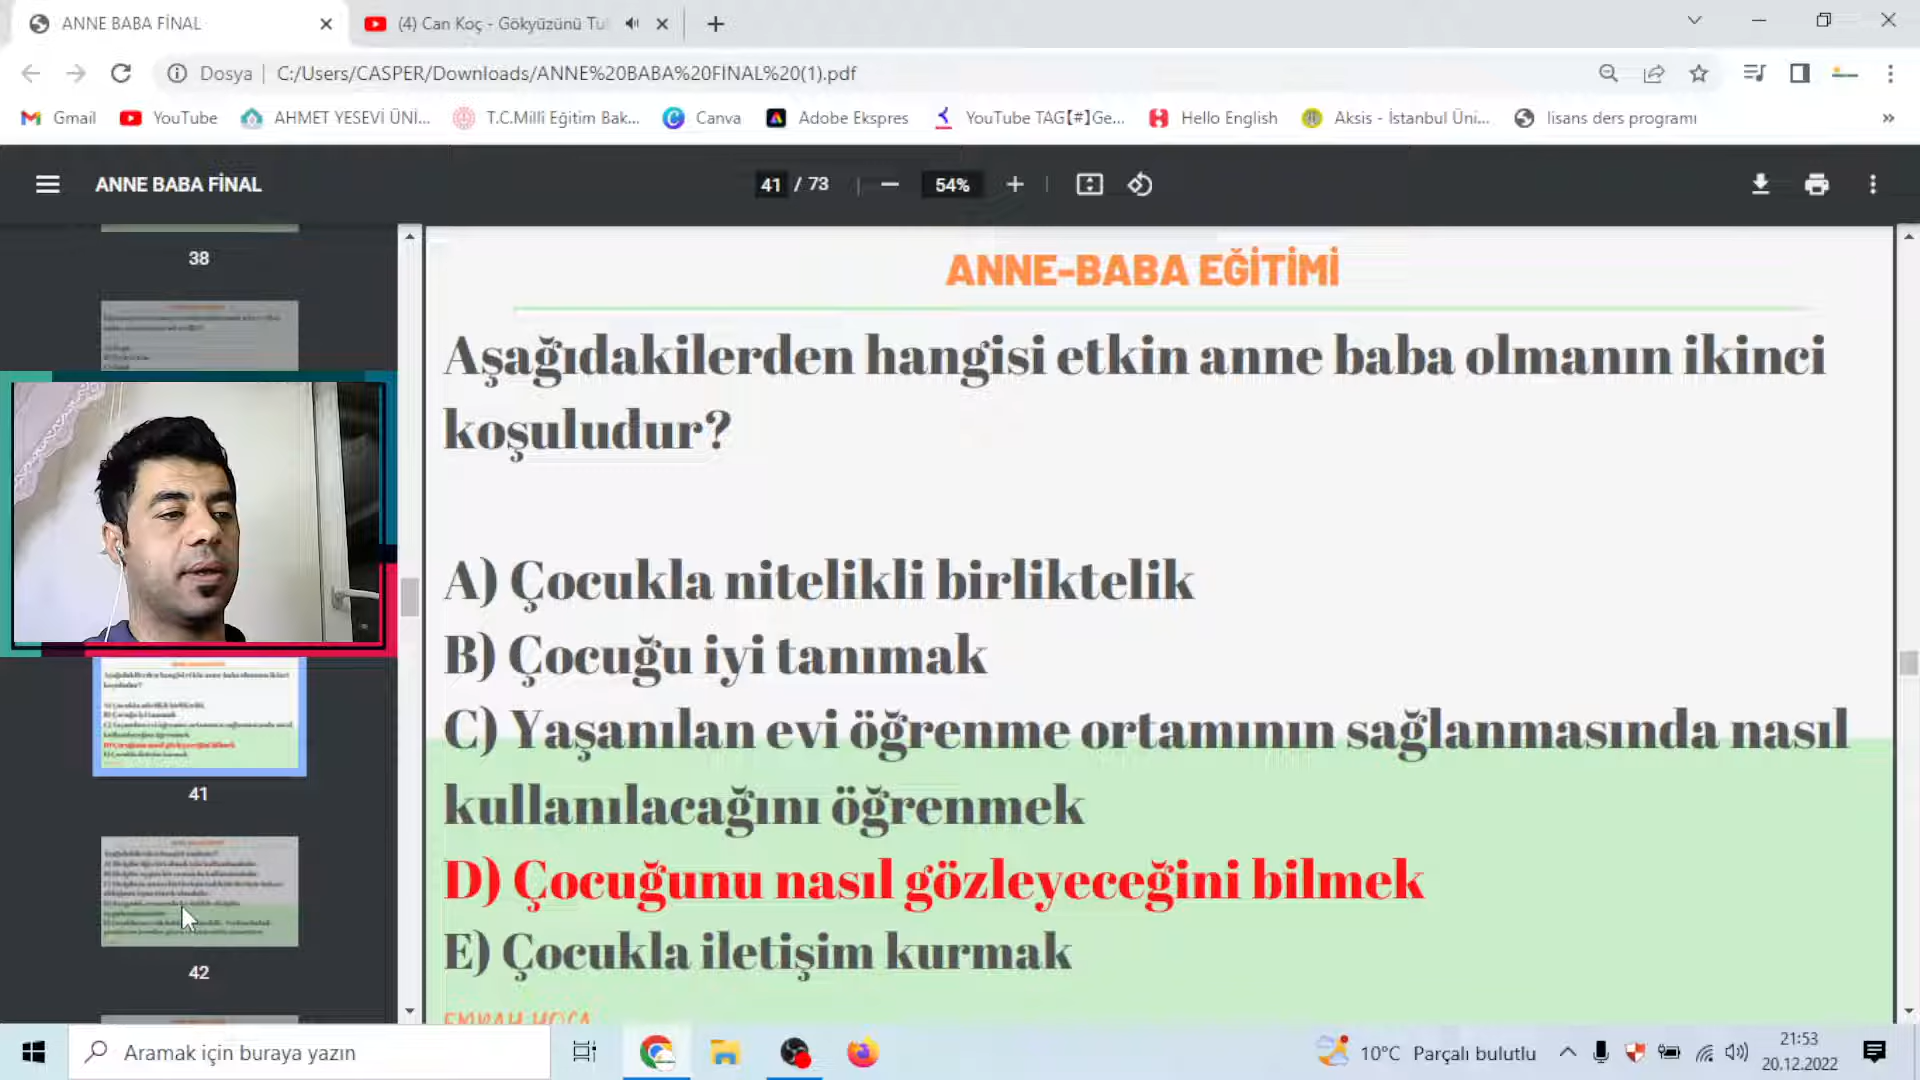 ANNE BABA FİNAL
(4) Can Koç - Gökyüzünü Tu
Dosya | C:/Users/CASPER/Downloads/ANNE%20BABA%20FİNAL%20(1).pdf
Gmail
YouTube
AHMET YESEVİ ÜNİ...
T.C.Millî Eğitim Bak...
Canva
Adobe Ekspres
YouTube TAG【#】Ge...
Hello English
Aksis - İstanbul Üni...
lisans ders programı
»
ANNE BABA FİNAL
41 / 73
54%
38
41
42
ANNE-BABA EĞİTİMİ
Aşağıdakilerden hangisi etkin anne baba olmanın ikinci
koşuludur?
A) Çocukla nitelikli birliktelik
B) Çocuğu iyi tanımak
C) Yaşanılan evi öğrenme ortamının sağlanmasında nasıl
kullanılacağını öğrenmek
D) Çocuğunu nasıl gözleyeceğini bilmek
E) Çocukla iletişim kurmak
EMRAH HOCA
Aramak için buraya yazın
10°C Parçalı bulutlu
21:53
20.12.2022